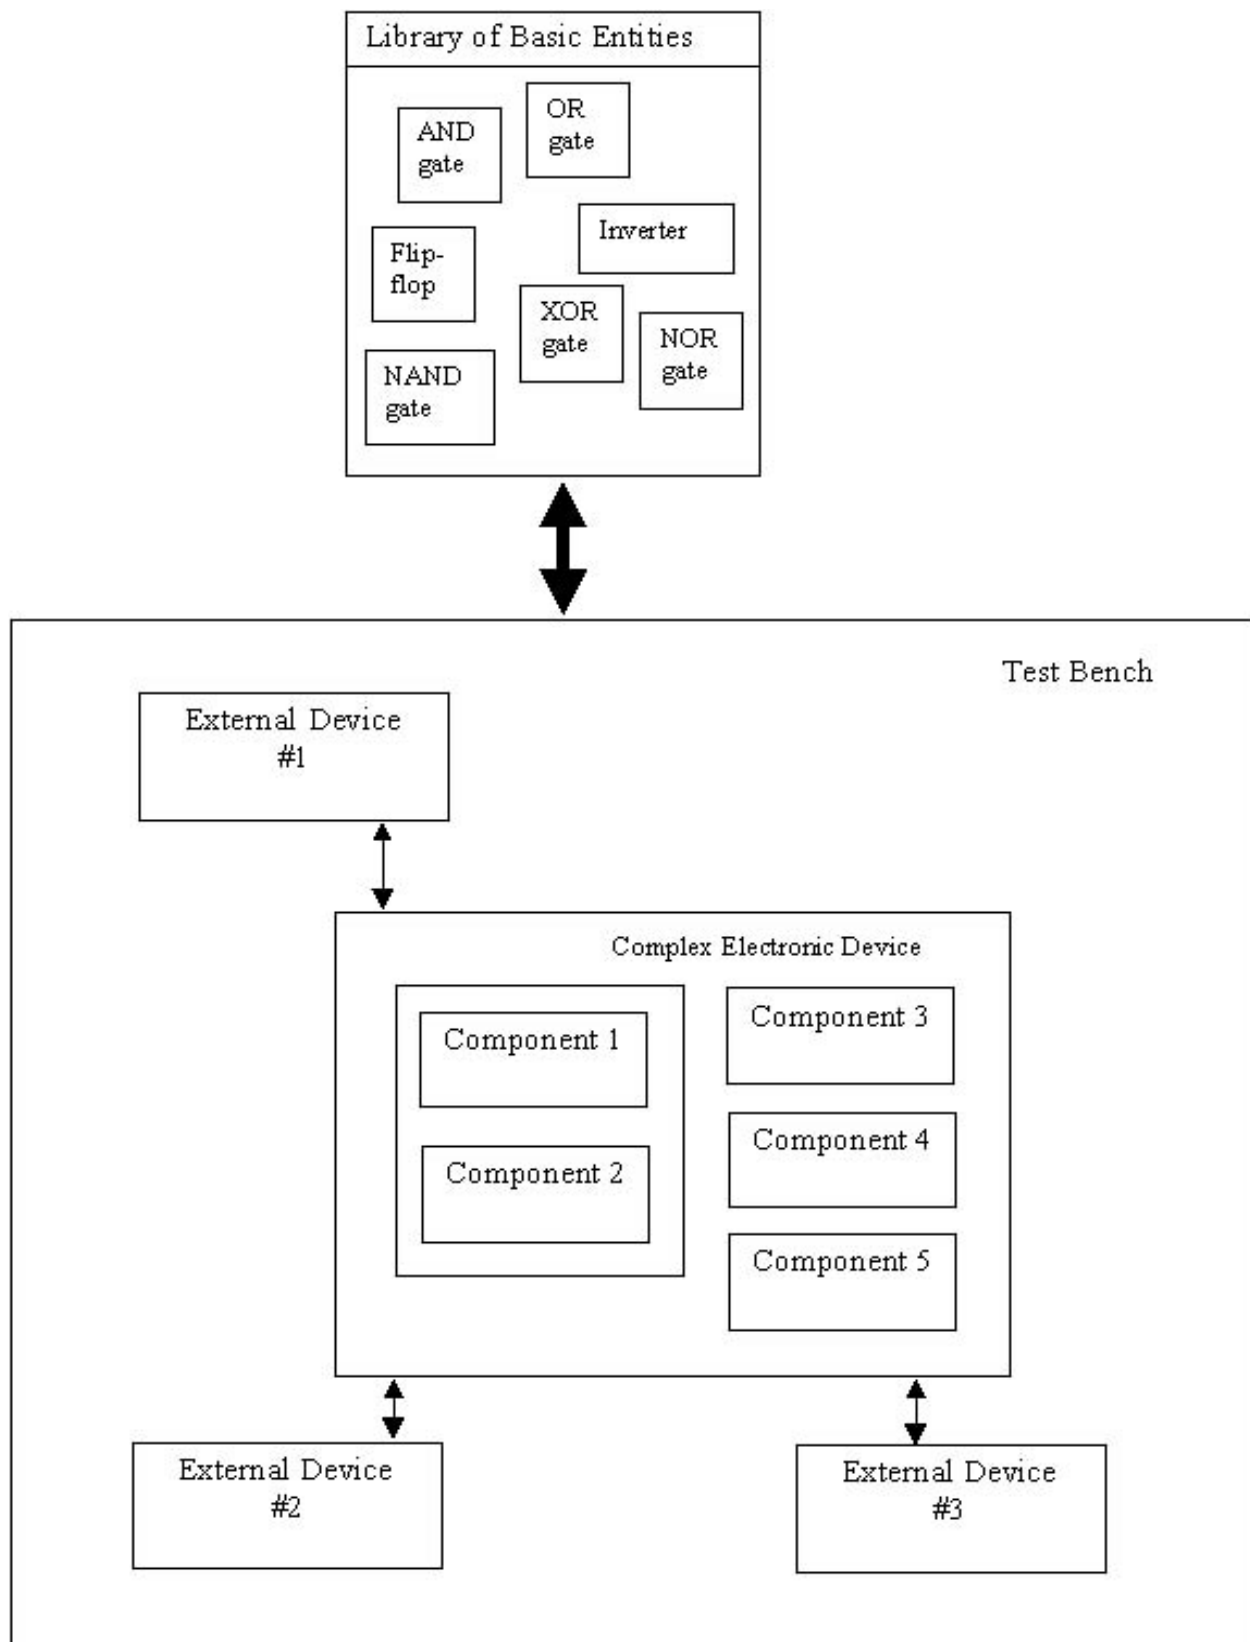 Library of Basic Entities
OR
gate
AND
gate
Inverter
Flip-
flop
XOR
gate
NOR
gate
NAND
gate
Test Bench
External Device
#1
Complex Electronic Device
Component 1
Component 2
Component 3
Component 4
Component 5
External Device
#2
External Device
#3